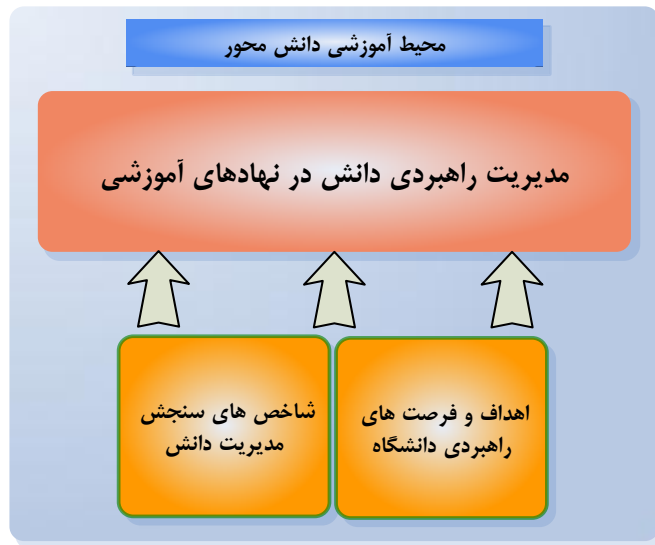 محیط آموزشی دانش محور
مدیریت راهبردی دانش در نهادهای آموزشی
اهداف و فرصت های
راهبردی دانشگاه
شاخص های سنجش
مدیریت دانش